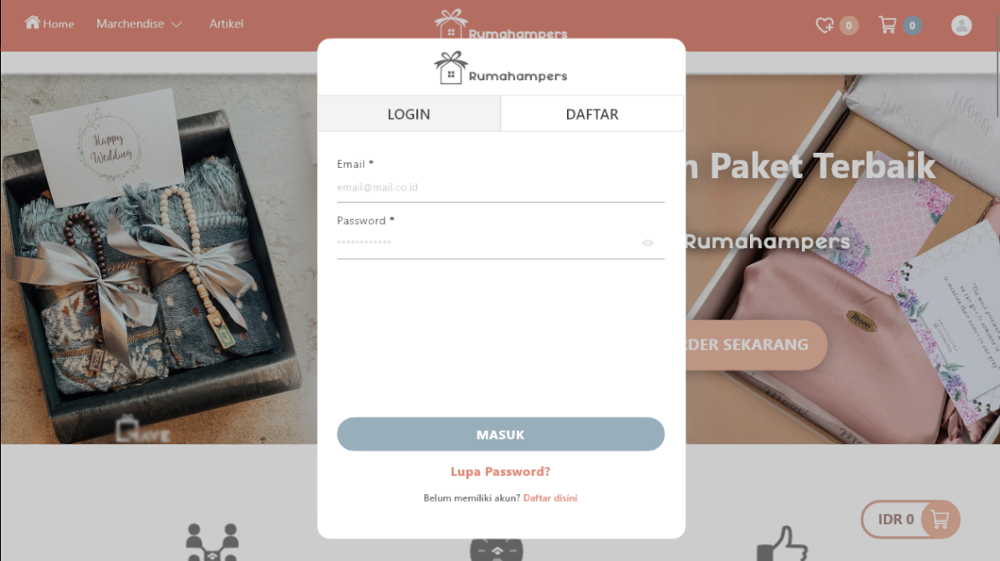 Home
Marchendise
Artikel
Rumahampers
0
0
Rumahampers
LOGIN
DAFTAR
Email *
email@mail.co.id
Password *
************
MASUK
Lupa Password?
Belum memiliki akun? Daftar disini
Happy
Wedding
n Paket Terbaik
Rumahampers
RDER SEKARANG
IDR 0